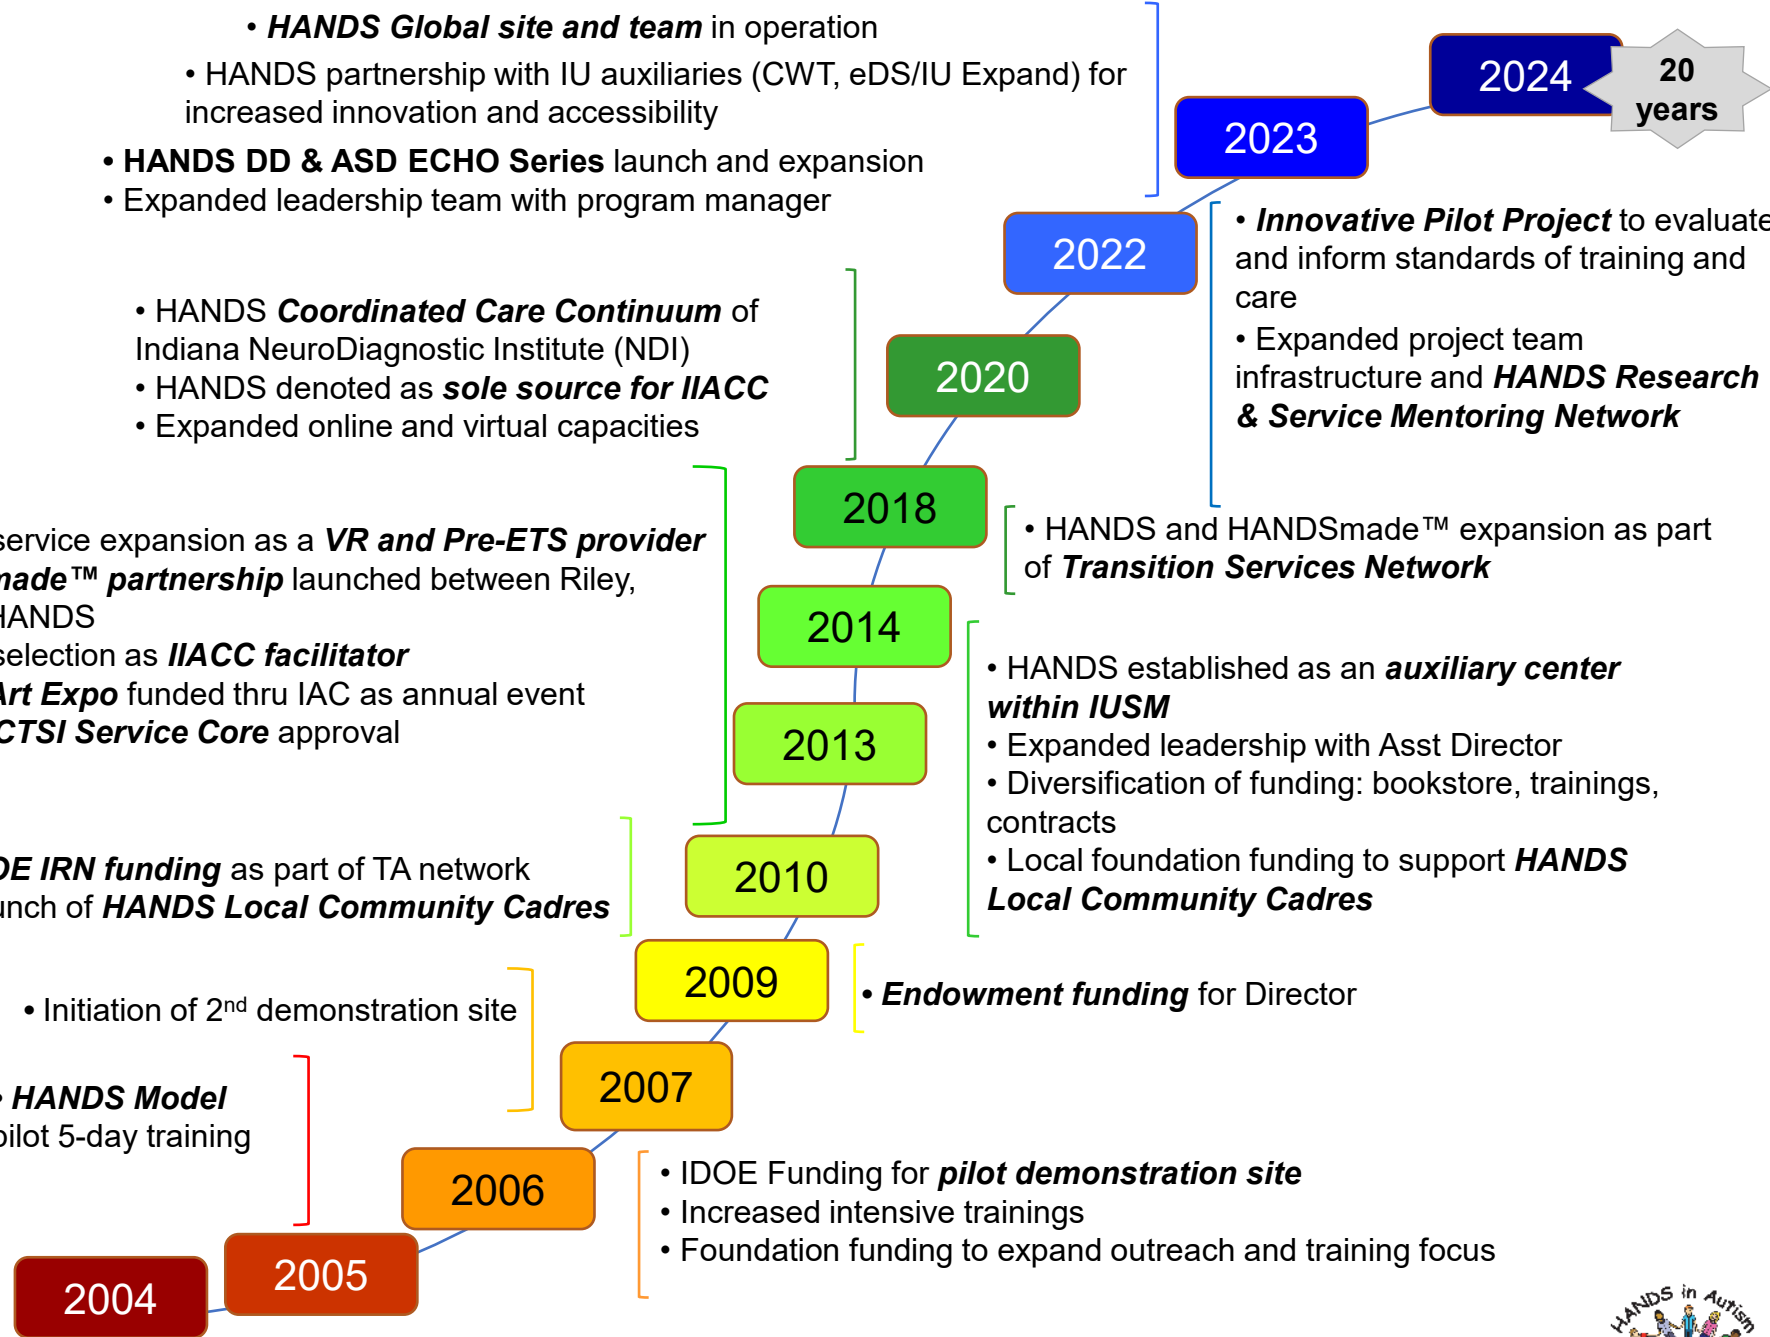 • HANDS Global site and team in operation
• HANDS partnership with IU auxiliaries (CWT, eDS/IU Expand) for
increased innovation and accessibility
• HANDS DD & ASD ECHO Series launch and expansion
• Expanded leadership team with program manager
2024
20
years
2023
2022
• Innovative Pilot Project to evaluate
and inform standards of training and
care
• Expanded project team
infrastructure and HANDS Research
& Service Mentoring Network
• HANDS Coordinated Care Continuum of
Indiana NeuroDiagnostic Institute (NDI)
• HANDS denoted as sole source for IIACC
• Expanded online and virtual capacities
2020
2018
• HANDS and HANDSmade™ expansion as part
of Transition Services Network
service expansion as a VR and Pre-ETS provider
made™ partnership launched between Riley,
HANDS
selection as IIACC facilitator
Art Expo funded thru IAC as annual event
CTSI Service Core approval
2014
2013
• HANDS established as an auxiliary center
within IUSM
• Expanded leadership with Asst Director
• Diversification of funding: bookstore, trainings,
contracts
• Local foundation funding to support HANDS
Local Community Cadres
OE IRN funding as part of TA network
unch of HANDS Local Community Cadres
2010
2009
• Endowment funding for Director
• Initiation of 2nd demonstration site
2007
• HANDS Model
pilot 5-day training
2006
• IDOE Funding for pilot demonstration site
• Increased intensive trainings
• Foundation funding to expand outreach and training focus
2005
2004
HANDS in Autism